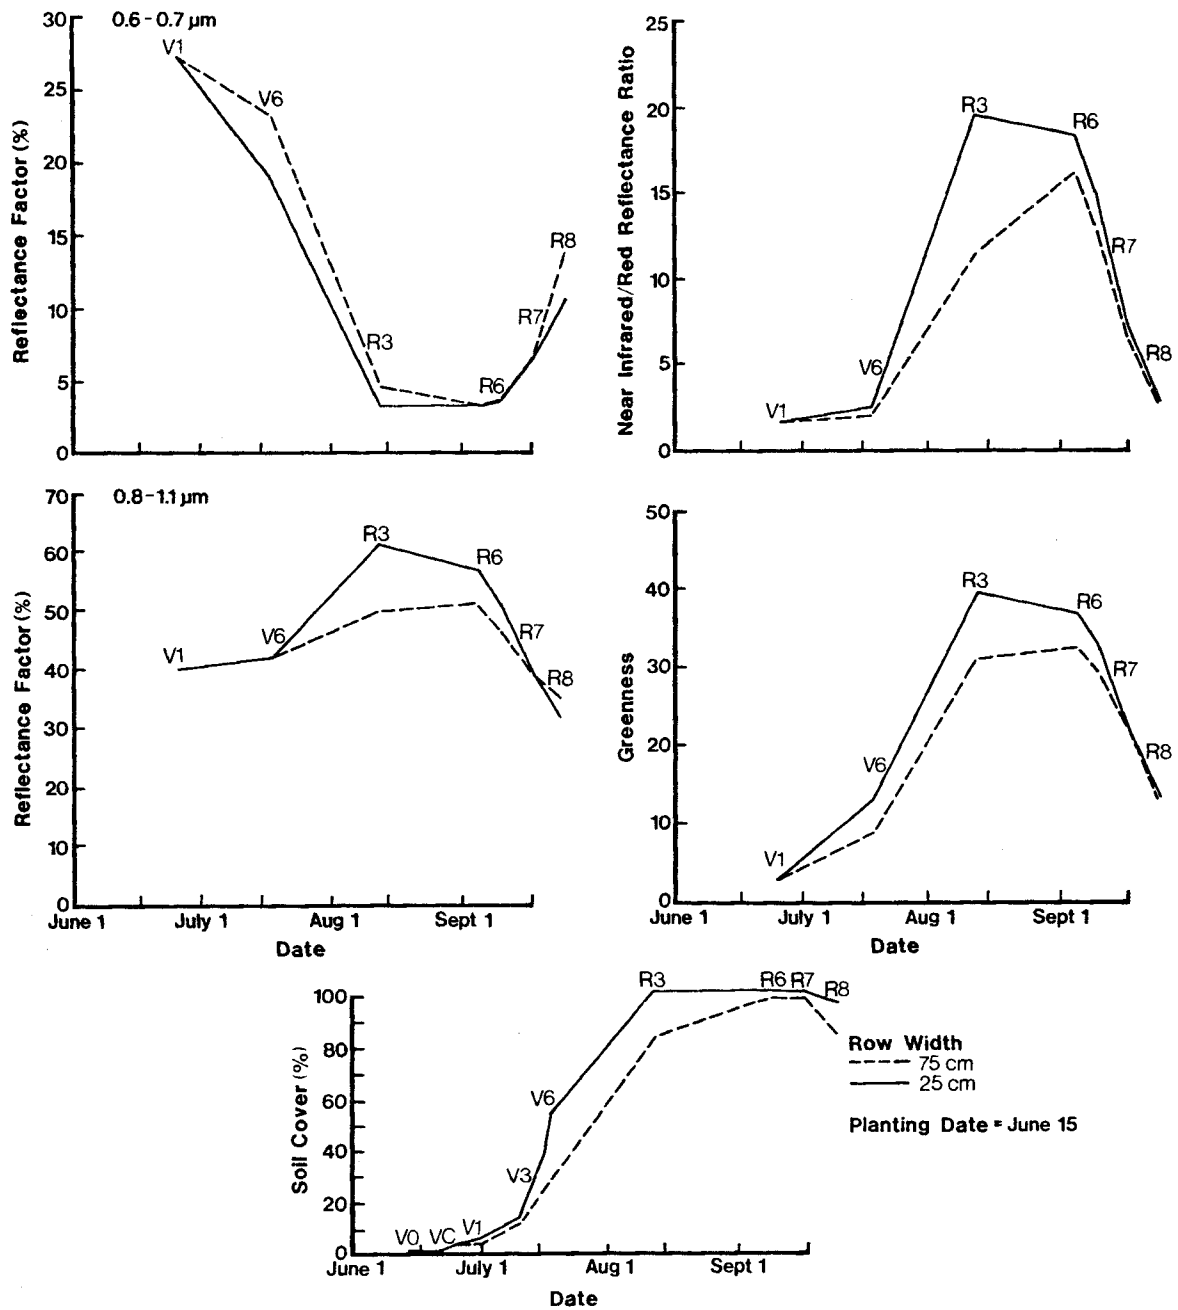 0.6-0.7 µm
30
25
20
15
10
5
0
Reflectance Factor (%)
V1
V6
R3
R6
R7
R8
25
20
15
10
5
0
Near Infrared/Red Reflectance Ratio
V1
V6
R3
R6
R7
R8
0.8-1.1 µm
70
60
50
40
30
20
10
0
Reflectance Factor (%)
V1
V6
R3
R6
R7
R8
June 1 July 1 Aug 1 Sept 1
Date
50
40
30
20
10
0
Greenness
V1
V6
R3
R6
R7
R8
June 1 July 1 Aug 1 Sept 1
Date
100
80
60
40
20
0
Soil Cover (%)
V0
VC
V1
V3
V6
R3
R6
R7
R8
June 1 July 1 Aug 1 Sept 1
Date
Row Width
75 cm
25 cm
Planting Date = June 15